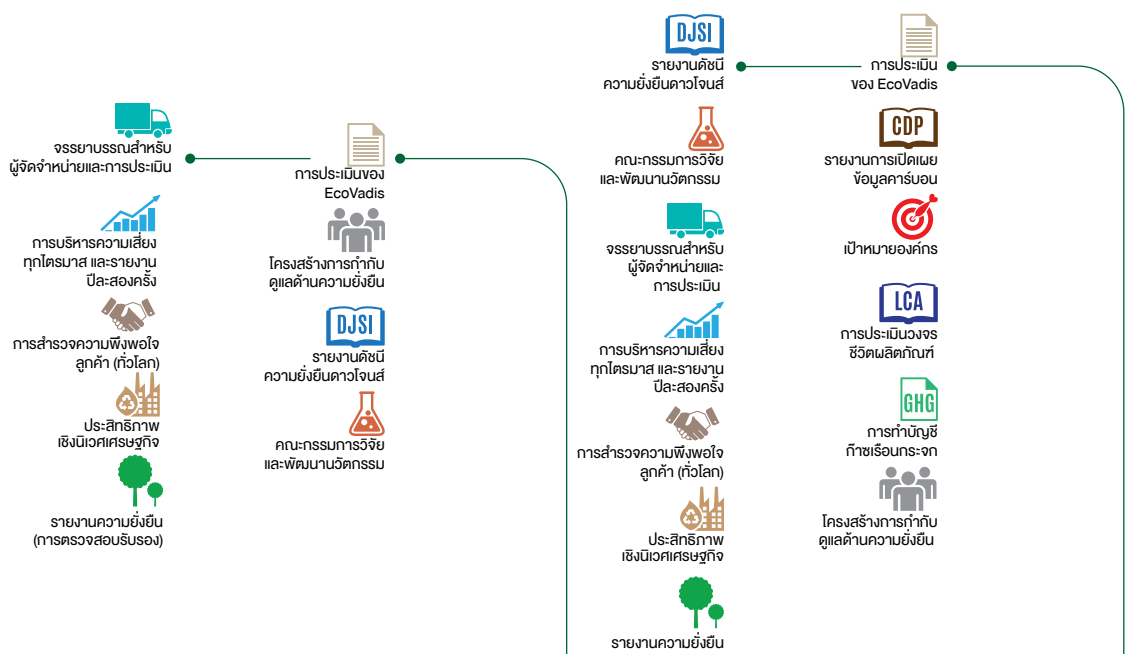 จรรยาบรรณสำหรับ
ผู้จัดจำหน่ายและการประเมิน
การบริหารความเสี่ยง
ทุกไตรมาส และรายงาน
ปีละสองครั้ง
การสำรวจความพึงพอใจ
ลูกค้า (ทั่วโลก)
ประสิทธิภาพ
เชิงนิเวศเศรษฐกิจ
รายงานความยั่งยืน
(การตรวจสอบรับรอง)
การประเมินของ
EcoVadis
โครงสร้างการกำกับ
ดูแลด้านความยั่งยืน
DJSI
รายงานดัชนี
ความยั่งยืนดาวโจนส์
คณะกรรมการวิจัย
และพัฒนานวัตกรรม
DJSI
รายงานดัชนี
ความยั่งยืนดาวโจนส์
คณะกรรมการวิจัย
และพัฒนานวัตกรรม
จรรยาบรรณสำหรับ
ผู้จัดจำหน่ายและ
การประเมิน
การบริหารความเสี่ยง
ทุกไตรมาส และรายงาน
ปีละสองครั้ง
การสำรวจความพึงพอใจ
ลูกค้า (ทั่วโลก)
ประสิทธิภาพ
เชิงนิเวศเศรษฐกิจ
รายงานความยั่งยืน
การประเมิน
ของ EcoVadis
CDP
รายงานการเปิดเผย
ข้อมูลคาร์บอน
เป้าหมายองค์กร
LCA
การประเมินวงจร
ชีวิตผลิตภัณฑ์
GHG
การทำบัญชี
ก๊าซเรือนกระจก
โครงสร้างการกำกับ
ดูแลด้านความยั่งยืน